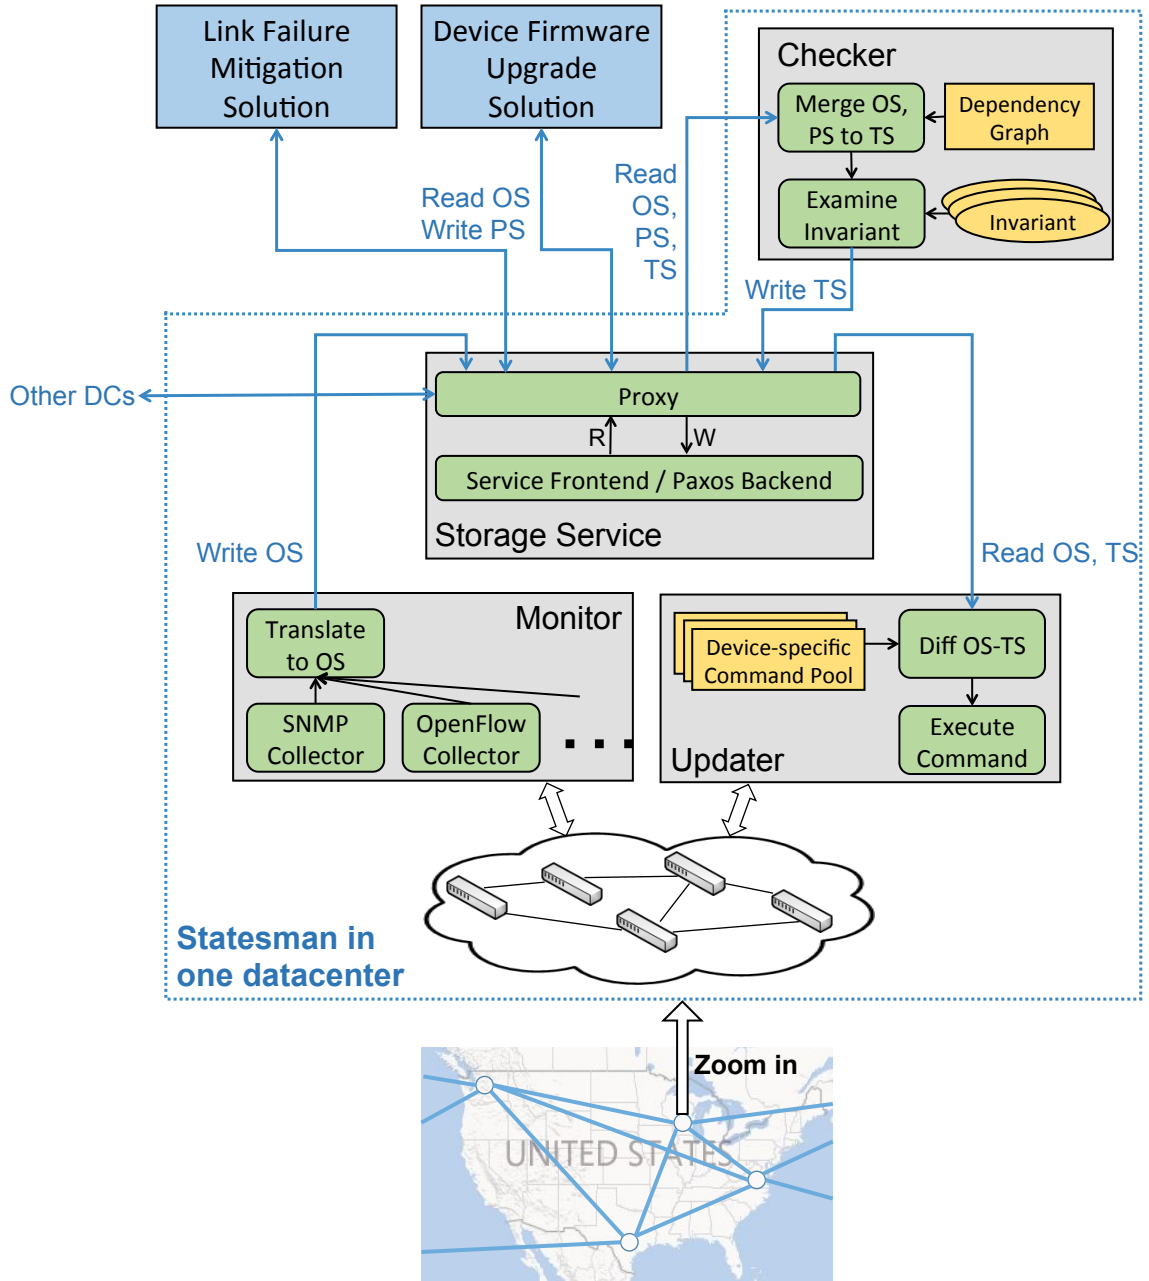 Link Failure
Mitigation
Solution
Device Firmware
Upgrade
Solution
Checker
Merge OS,
PS to TS
Dependency
Graph
Examine
Invariant
Invariant
Read OS
Write PS
Read
OS,
PS,
TS
Write TS
Other DCs
Proxy
R
W
Service Frontend / Paxos Backend
Storage Service
Write OS
Read OS, TS
Monitor
Translate
to OS
SNMP
Collector
OpenFlow
Collector
...
Device-specific
Command Pool
Diff OS-TS
Execute
Command
Updater
Statesman in
one datacenter
Zoom in
UNITED STATES